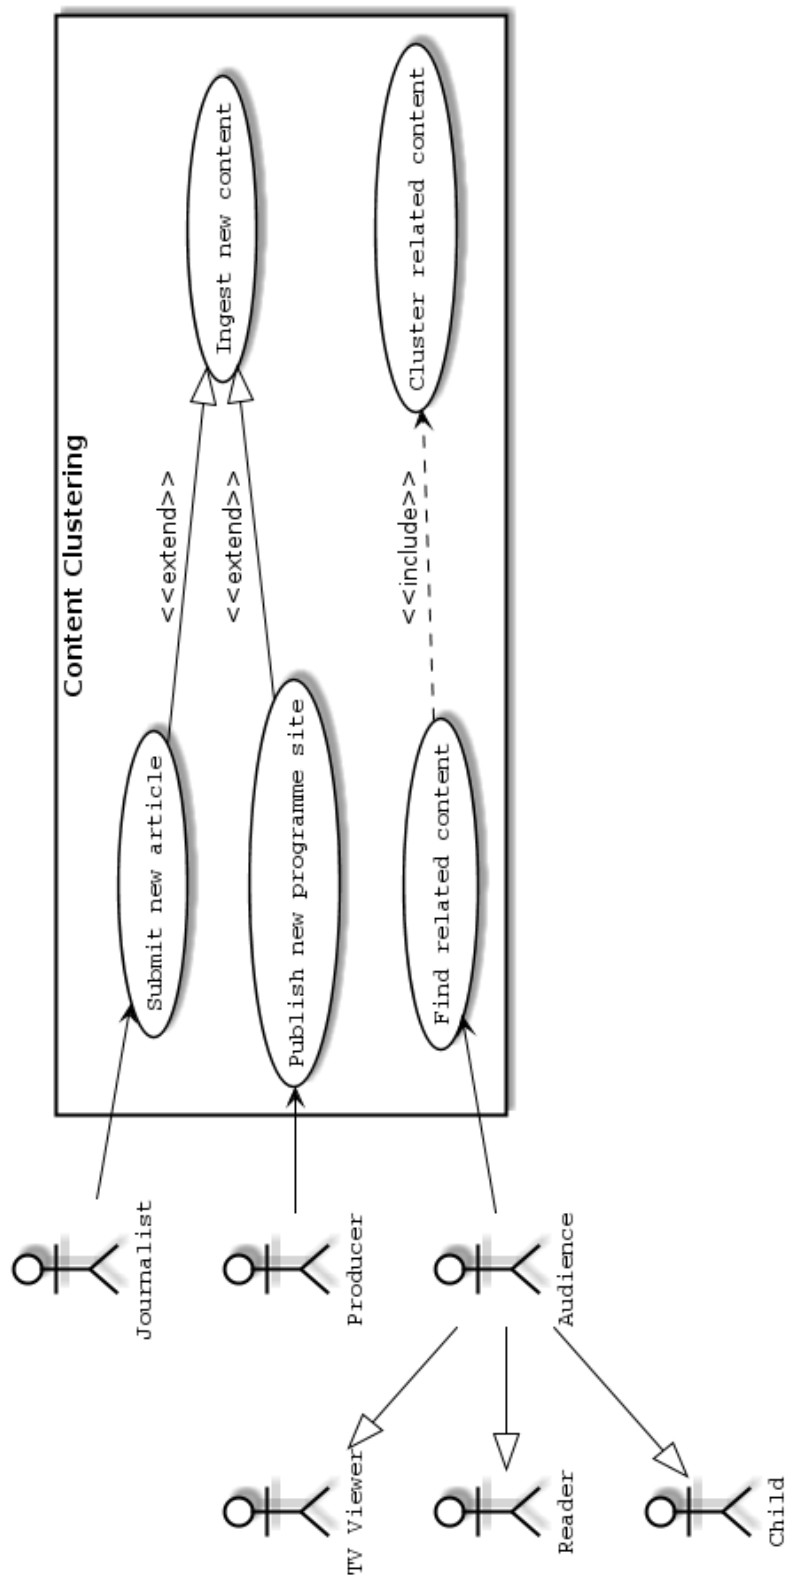 Content Clustering
Submit new article
<<extend>>
Ingest new content
Publish new programme site
<<extend>>
Find related content
<<include>>
Cluster related content
Journalist
Producer
Audience
TV Viewer
Reader
Child